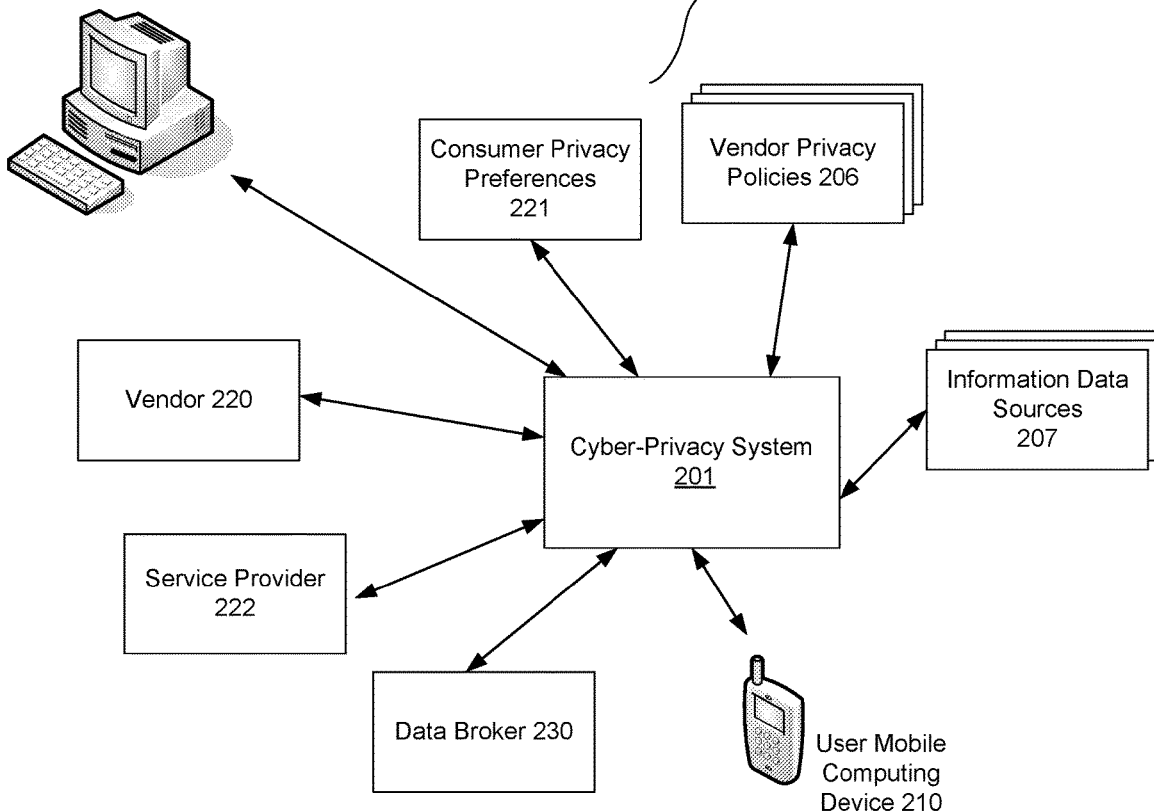 Consumer Privacy
Preferences
221
Vendor Privacy
Policies 206
Vendor 220
Cyber-Privacy System
201
Information Data
Sources
207
Service Provider
222
Data Broker 230
User Mobile
Computing
Device 210